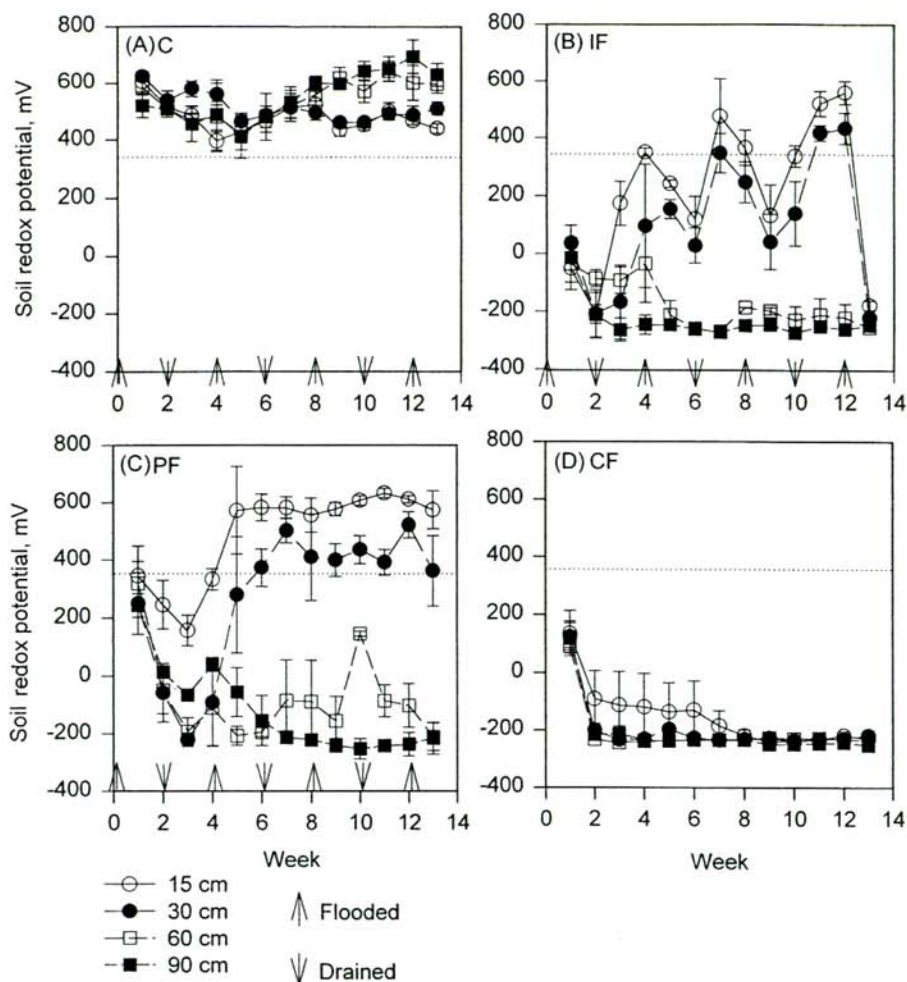 (A) C
Soil redox potential, mV
800
600
400
200
0
-200
-400
0 2 4 6 8 10 12 14
(B) IF
800
600
400
200
0
-200
-400
0 2 4 6 8 10 12 14
(C) PF
Soil redox potential, mV
800
600
400
200
0
-200
-400
0 2 4 6 8 10 12 14
Week
(D) CF
800
600
400
200
0
-200
-400
0 2 4 6 8 10 12 14
Week
15 cm
30 cm
60 cm
90 cm
Flooded
Drained